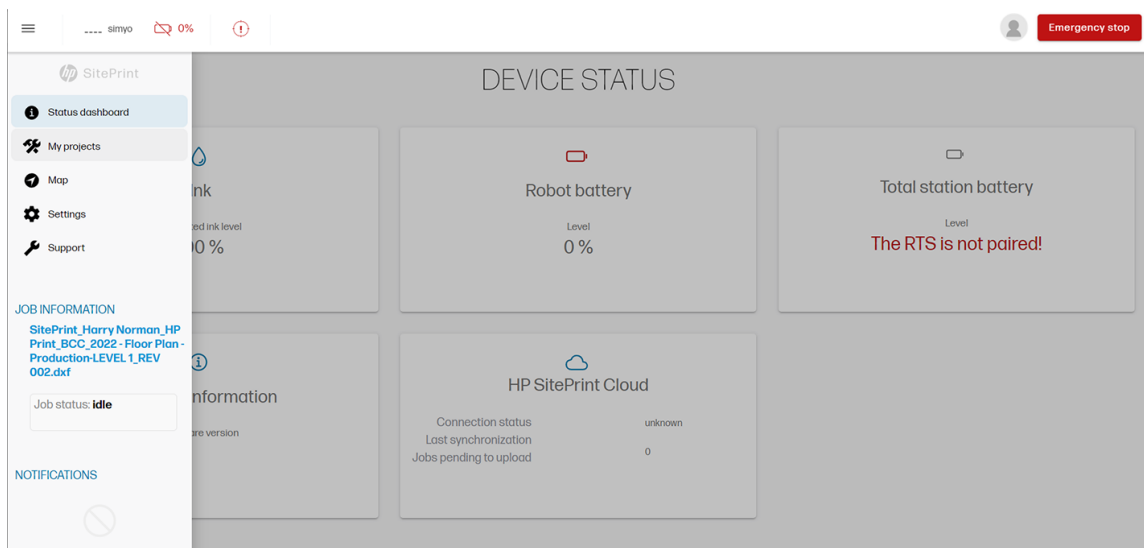 simyo
0%
Emergency stop
hp SitePrint
Status dashboard
My projects
Map
Settings
Support
JOB INFORMATION
SitePrint_Harry Norman_HP
Print_BCC_2022 - Floor Plan -
Production-LEVEL 1_REV
002.dxf
Job status: idle
NOTIFICATIONS
DEVICE STATUS
ink level
0 %
Robot battery
Level
0 %
Total station battery
Level
The RTS is not paired!
version
HP SitePrint Cloud
Connection status
unknown
Last synchronization
Jobs pending to upload
0